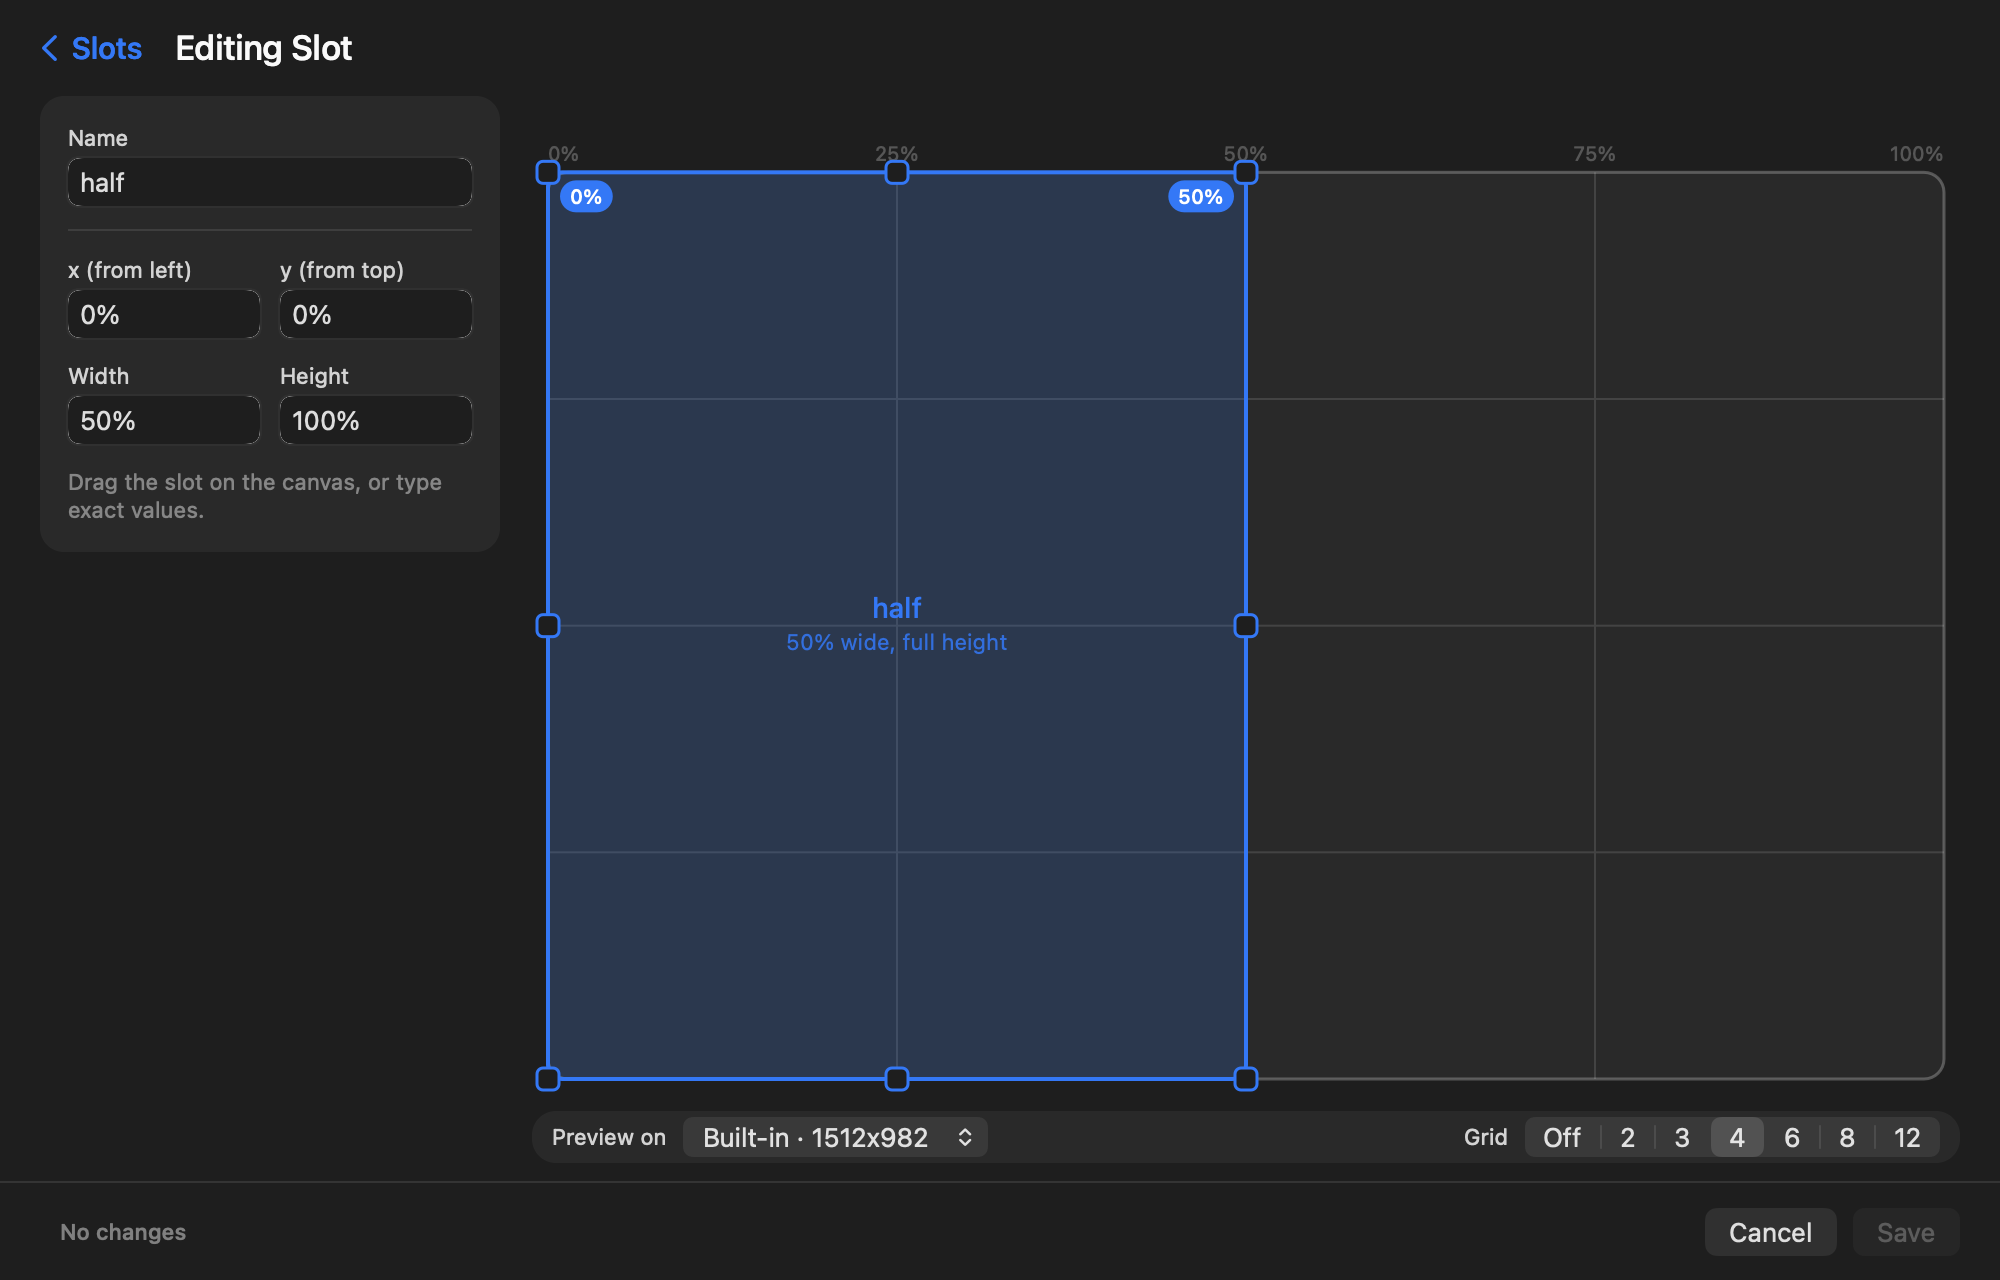 Slots
Editing Slot
Name
half
x (from left)
y (from top)
0%
0%
Width
Height
50%
100%
Drag the slot on the canvas, or type
exact values.
0%
25%
50%
75%
100%
0%
50%
half
50% wide, full height
Preview on
Built-in · 1512x982
Grid
Off
2
3
4
6
8
12
No changes
Cancel
Save